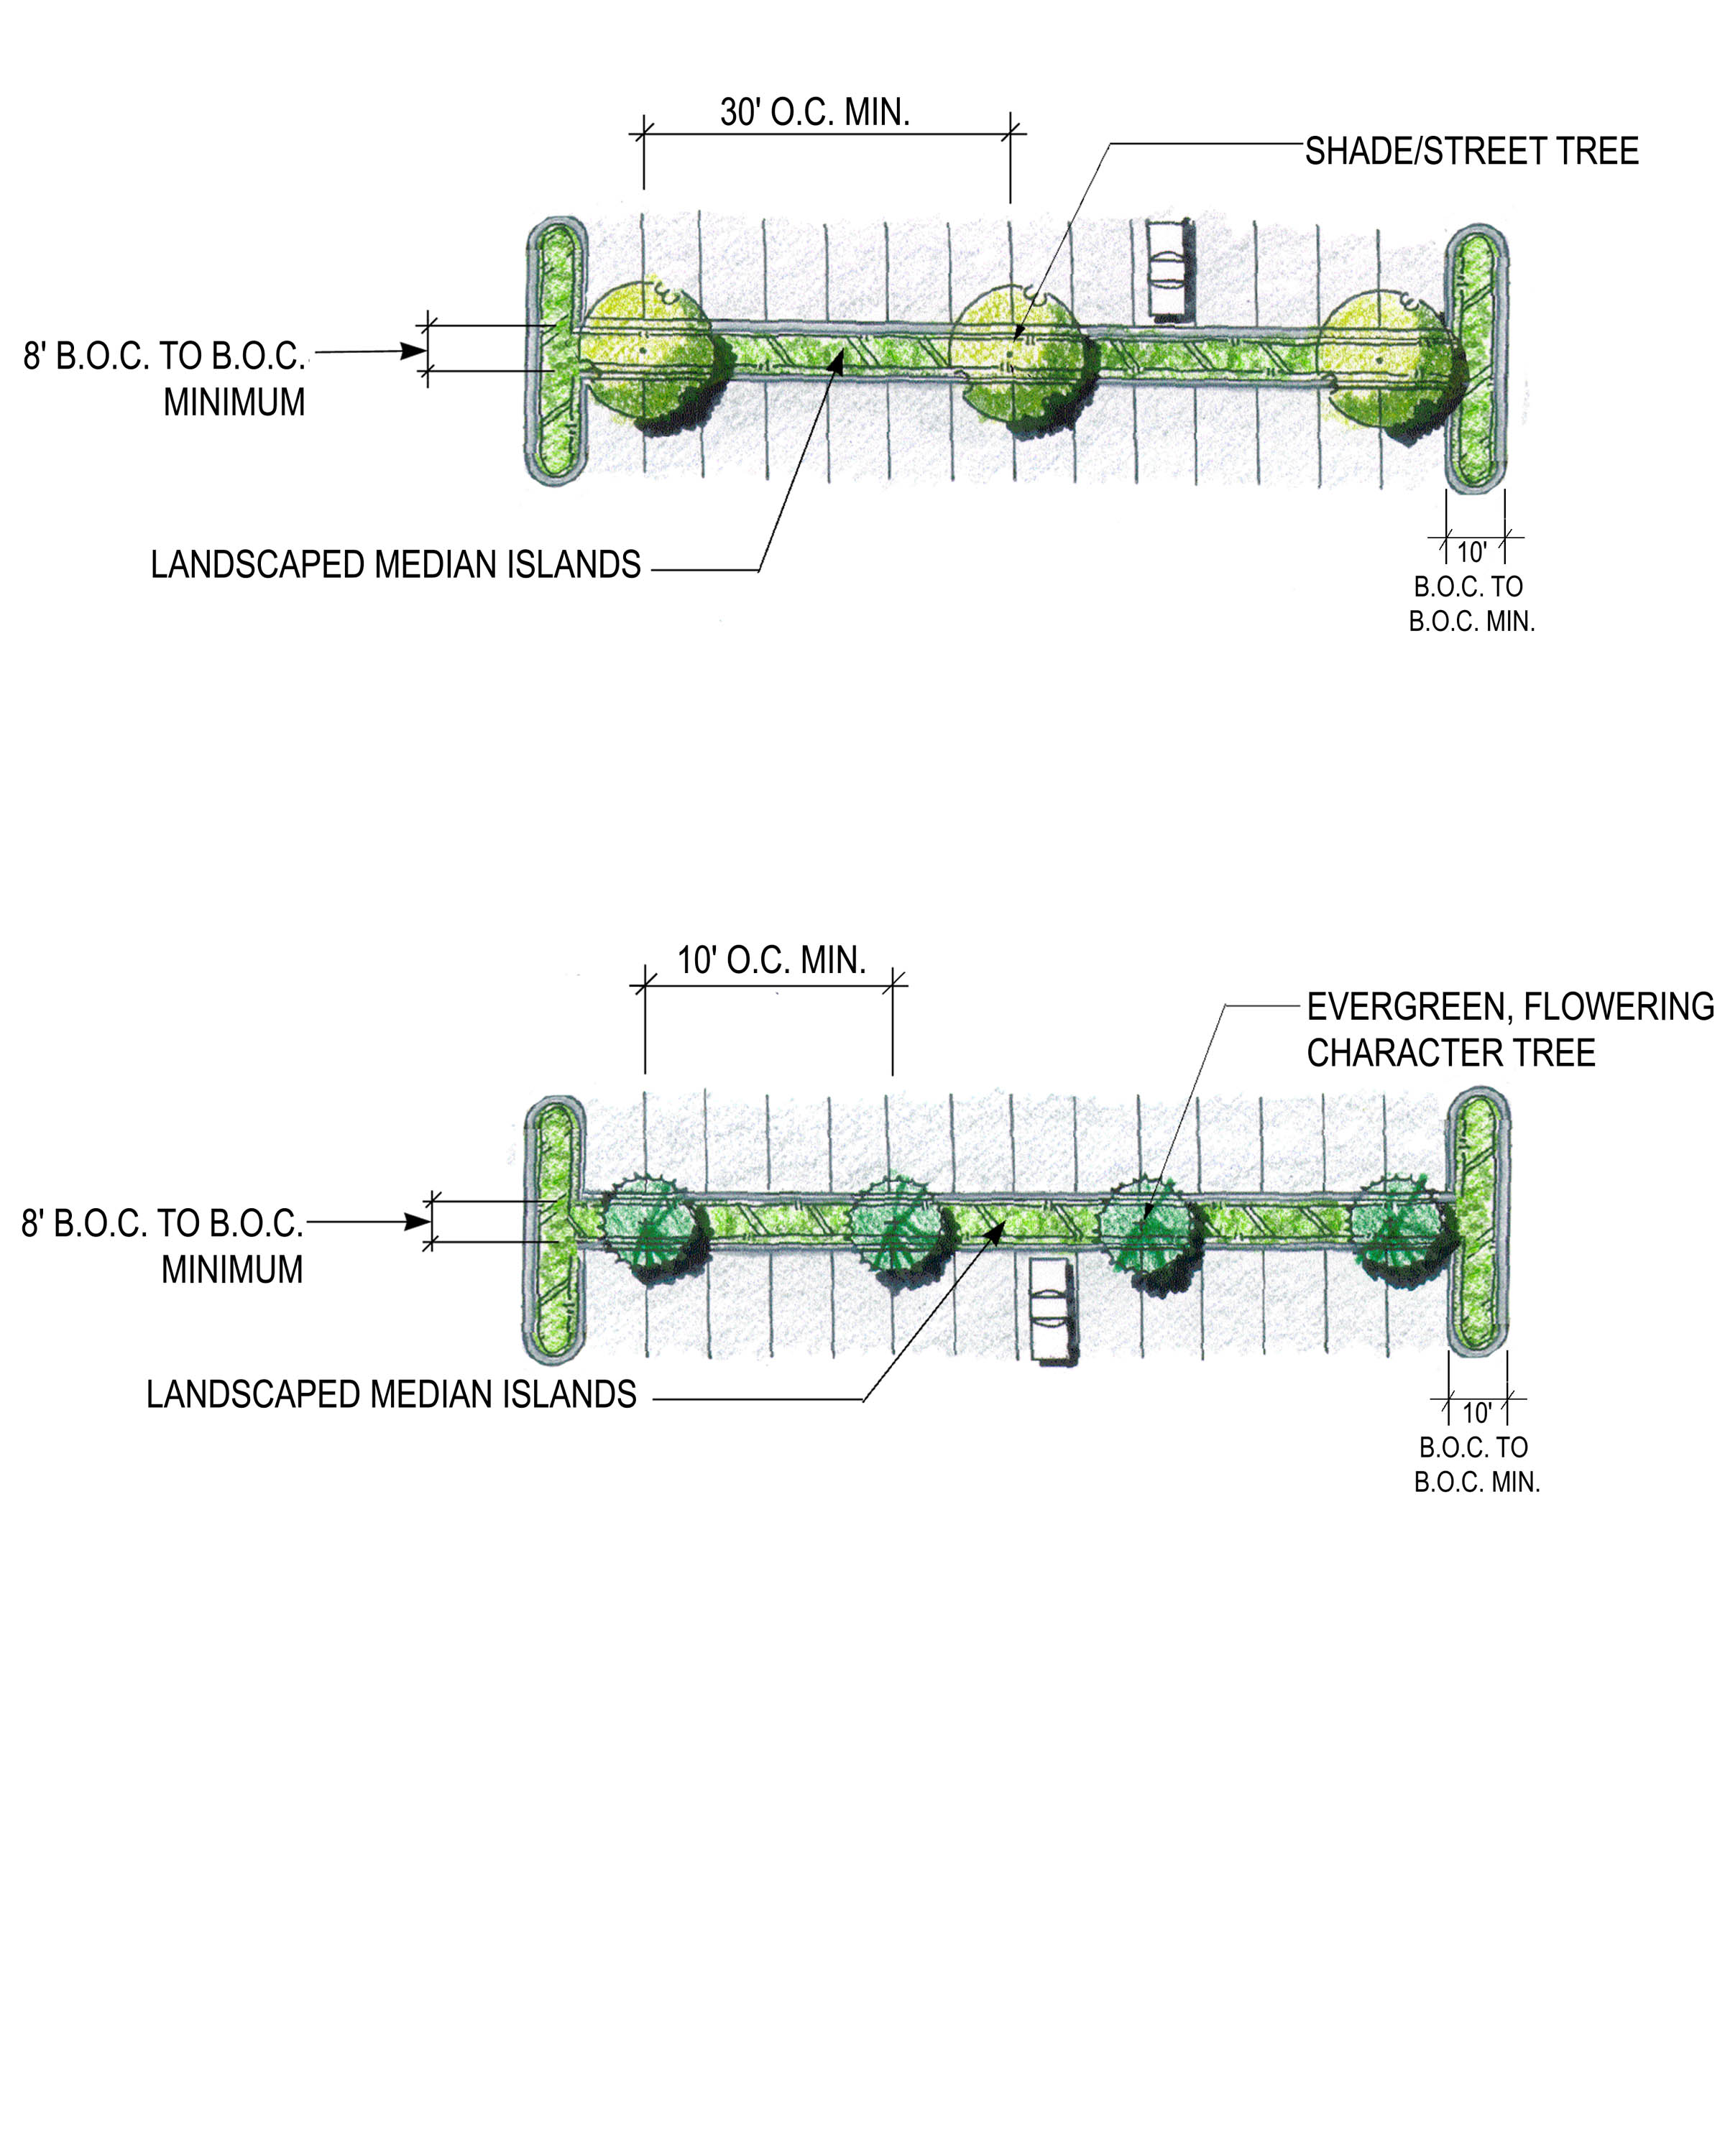 30' O.C. MIN.
SHADE/STREET TREE
8' B.O.C. TO B.O.C.
MINIMUM
LANDSCAPED MEDIAN ISLANDS
10'
B.O.C. TO
B.O.C. MIN.
10' O.C. MIN.
EVERGREEN, FLOWERING
CHARACTER TREE
8' B.O.C. TO B.O.C.
MINIMUM
LANDSCAPED MEDIAN ISLANDS
10'
B.O.C. TO
B.O.C. MIN.